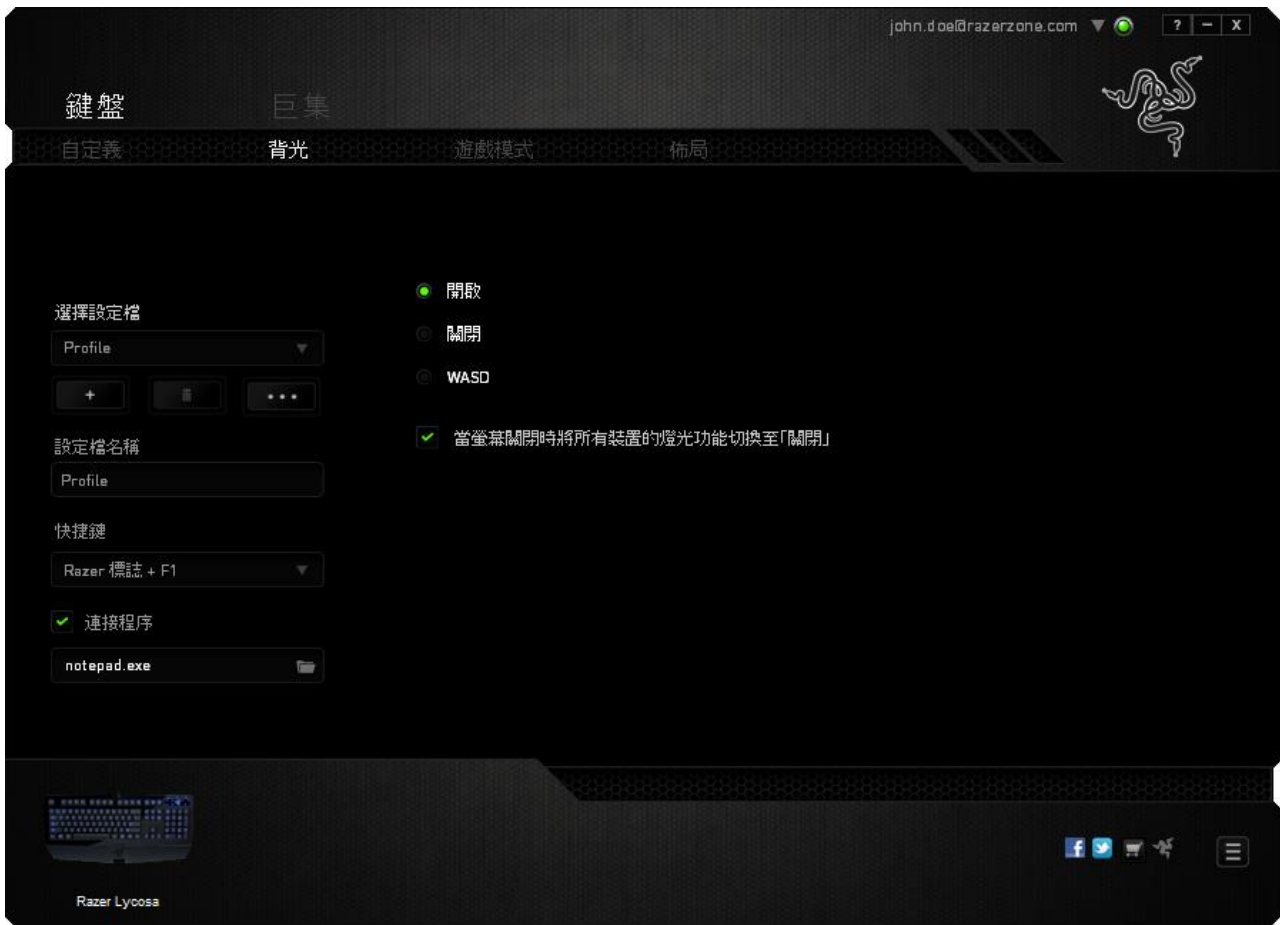 john.doe@razerzone.com
? − X
鍵盤 巨集
自定義 背光 遊戲模式 佈局
選擇設定檔
Profile
+ •••
設定檔名稱
Profile
快捷鍵
Razer 標誌 + F1
連接程序
notepad.exe
開啟
關閉
WASD
當螢幕關閉時將所有裝置的燈光功能切換至「關閉」
Razer Lycosa